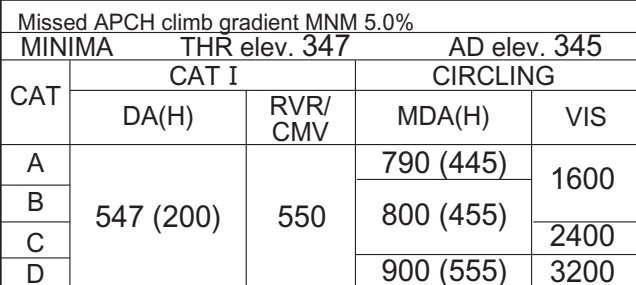 Missed APCH climb gradient MNM 5.0%
MINIMA THR elev. 347 AD elev. 345
CAT CAT I CIRCLING
DA(H) RVR/CMV MDA(H) VIS
A 547 (200) 550 790 (445) 1600
B 800 (455)
C 2400
D 900 (555) 3200